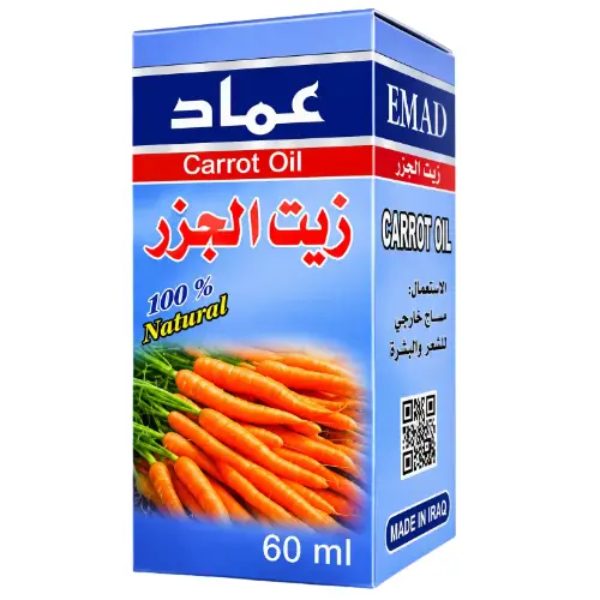 عماد
Carrot Oil
زيت الجزر
100 %
Natural
60 ml
EMAD
زيت الجزر
CARROT OIL
الاستعمال:
مساج خارجي
للشعر والبشرة
MADE IN IRAQ